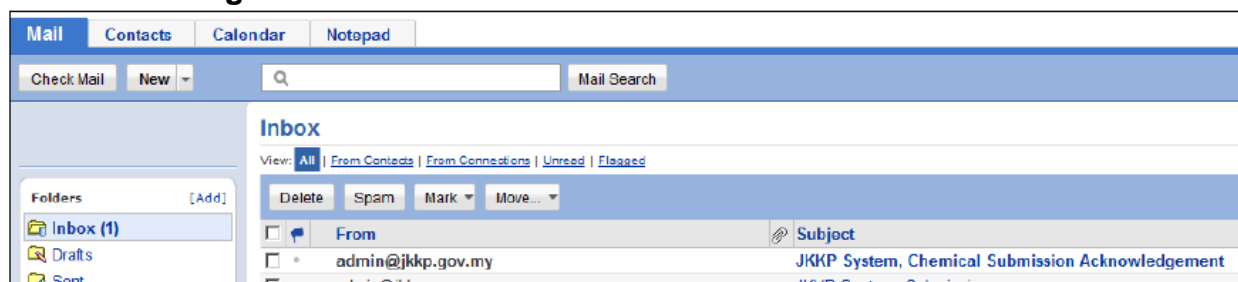 Mail Contacts Calendar Notepad
Check Mail New Mail Search
Inbox
View: All | From Contacts | From Connections | Unread | Flagged
Folders [Add] Delete Spam Mark Move...
Inbox (1) From Subject
Drafts admin@jkkp.gov.my JKKP System, Chemical Submission Acknowledgement
Sent